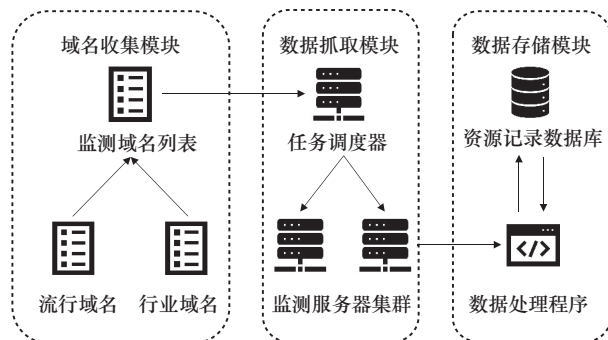 域名收集模块
数据抓取模块
数据存储模块
监测域名列表
任务调度器
资源记录数据库
</>
流行域名
行业域名
监测服务器集群
数据处理程序